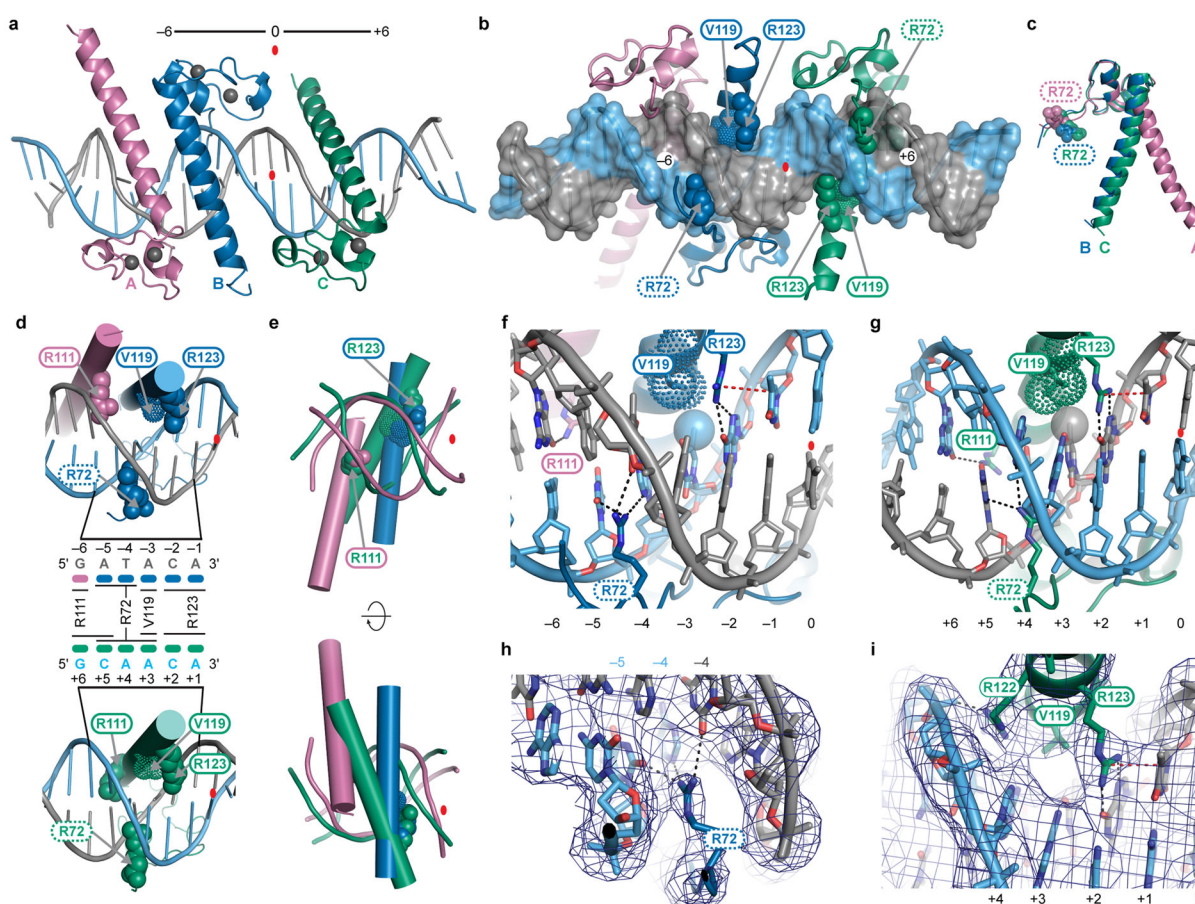 a
–6 0 +6
A B C
b
V119 R123 R72
–6 +6
R72 R123 V119
c
R72
R72
B C A
d
R111 V119 R123
R72
–6 –5 –4 –3 –2 –1
5' G A T A C A 3'
R111 R72 V119 R123
5' G C A A C A 3'
+6 +5 +4 +3 +2 +1
R111 V119
R123
R72
e
R123
R111
f
R123
V119
R111
R72
–6 –5 –4 –3 –2 –1 0
g
R123
V119
R111
R72
+6 +5 +4 +3 +2 +1 0
h
–5 –4 –4
R72
i
R122 R123
V119
+4 +3 +2 +1